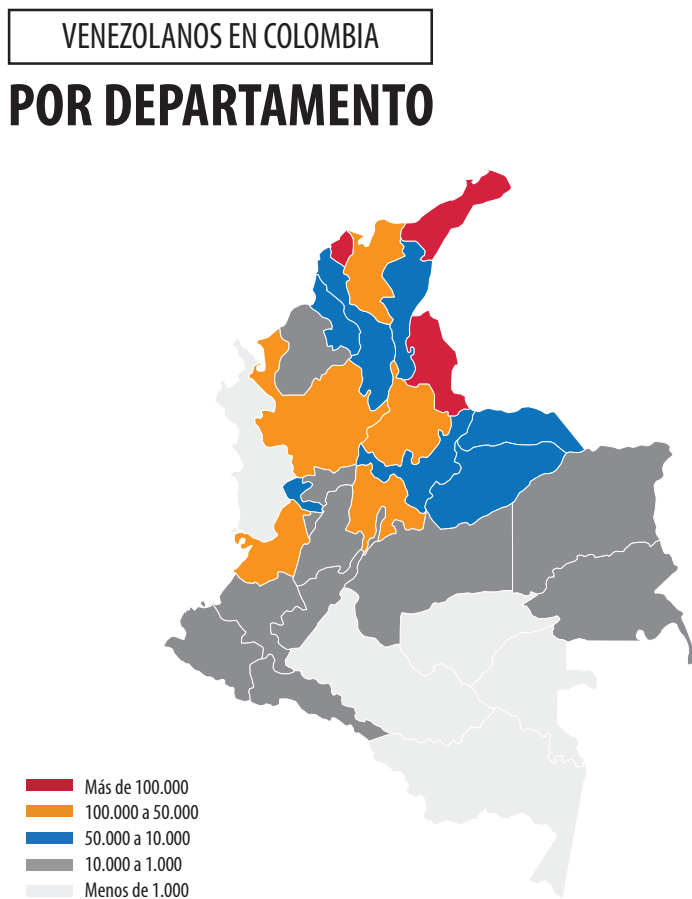 VENEZOLANOS EN COLOMBIA
POR DEPARTAMENTO
Más de 100.000
100.000 a 50.000
50.000 a 10.000
10.000 a 1.000
Menos de 1.000